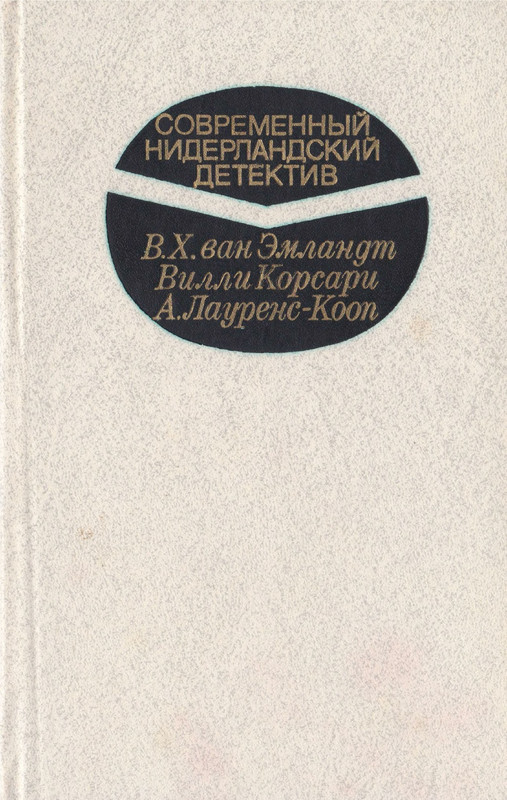 СОВРЕМЕННЫЙ
НИДЕРЛАНДСКИЙ
ДЕТЕКТИВ
В.Х. ван Эмландт
Вилли Корсари
А.Лауренс-Кооп